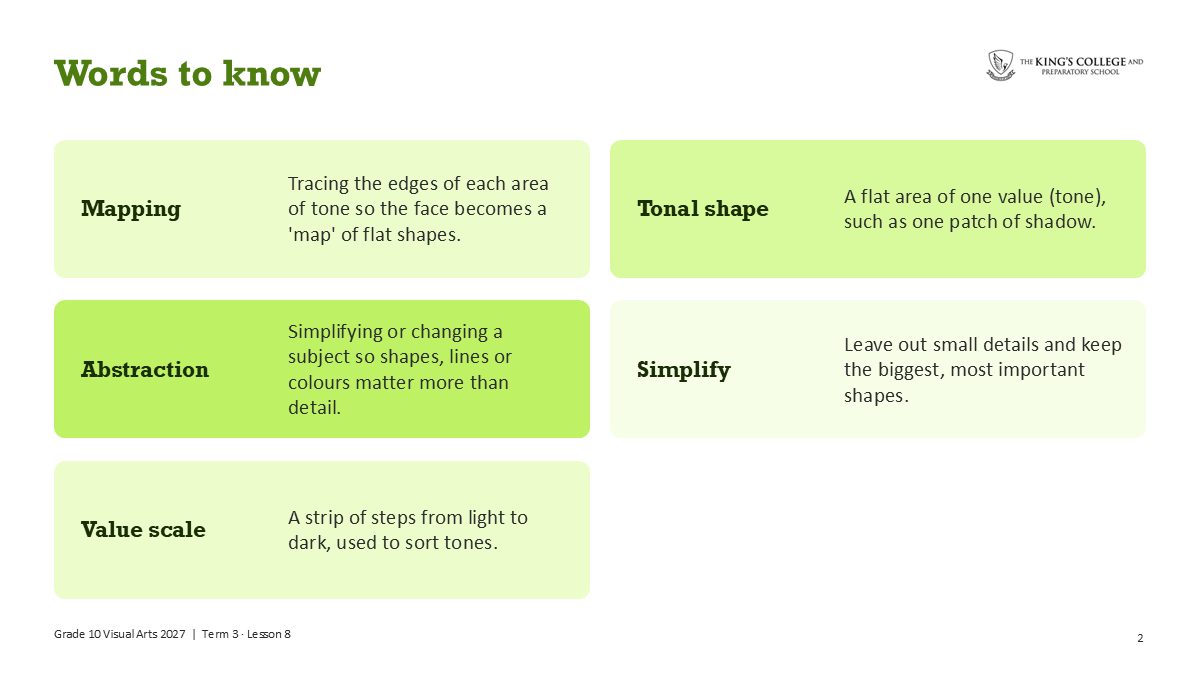 Words to know
THE KING'S COLLEGE AND
PREPARATORY SCHOOL
Mapping
Tracing the edges of each area
of tone so the face becomes a
'map' of flat shapes.
Tonal shape
A flat area of one value (tone),
such as one patch of shadow.
Abstraction
Simplifying or changing a
subject so shapes, lines or
colours matter more than
detail.
Simplify
Leave out small details and keep
the biggest, most important
shapes.
Value scale
A strip of steps from light to
dark, used to sort tones.
Grade 10 Visual Arts 2027 | Term 3 · Lesson 8
2